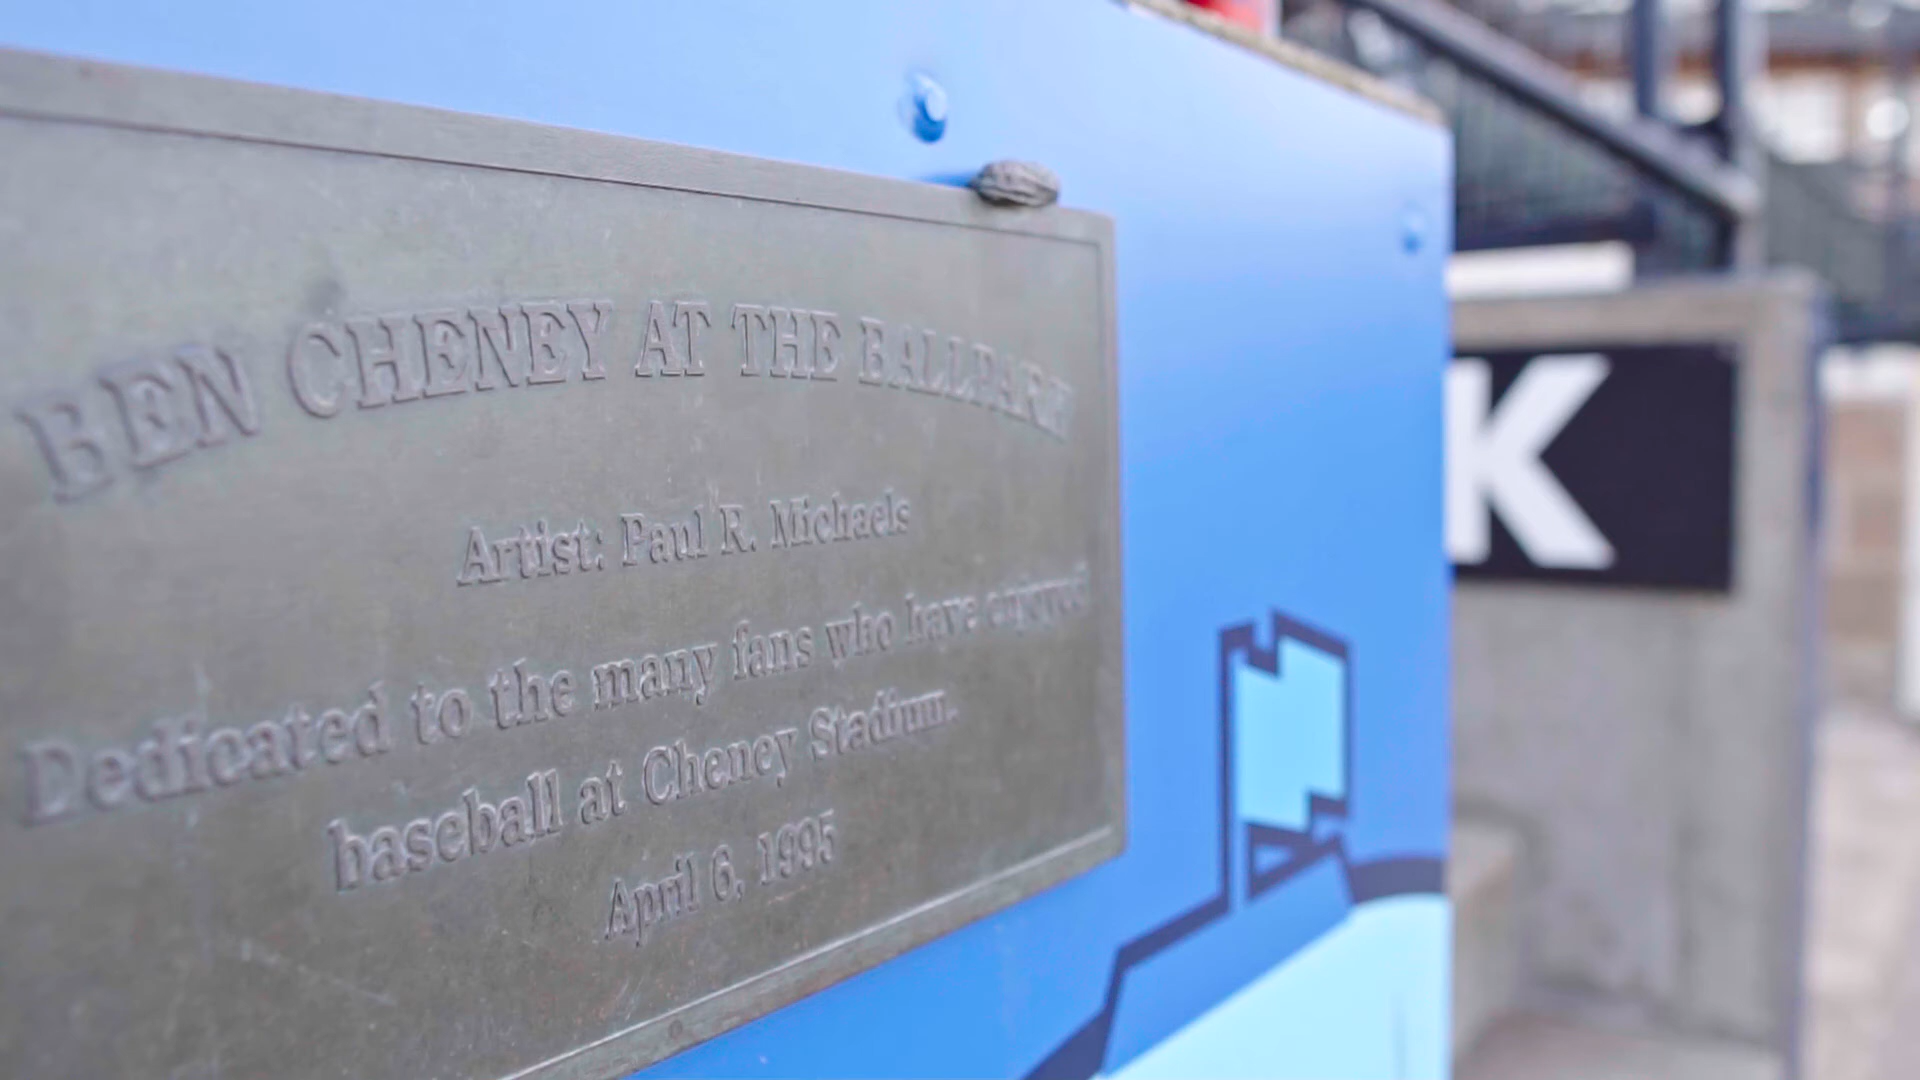 BEN CHENEY AT THE BALLPARK
Artist: Paul R. Michaels
Dedicated to the many fans who have enjoyed
baseball at Cheney Stadium.
April 6, 1995
K